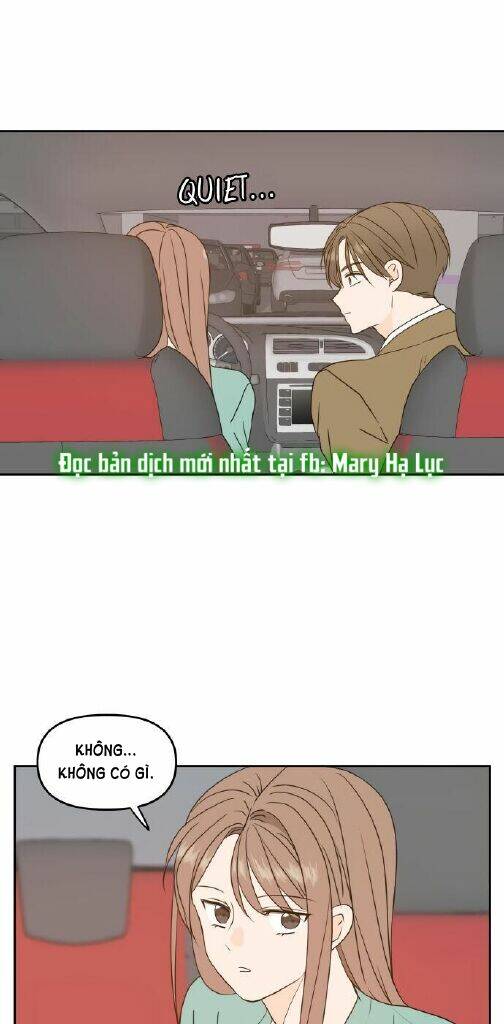 QUIET...
Đọc bản dịch mới nhất tại fb: Mary Hạ Lục
KHÔNG...
KHÔNG CÓ GÌ.